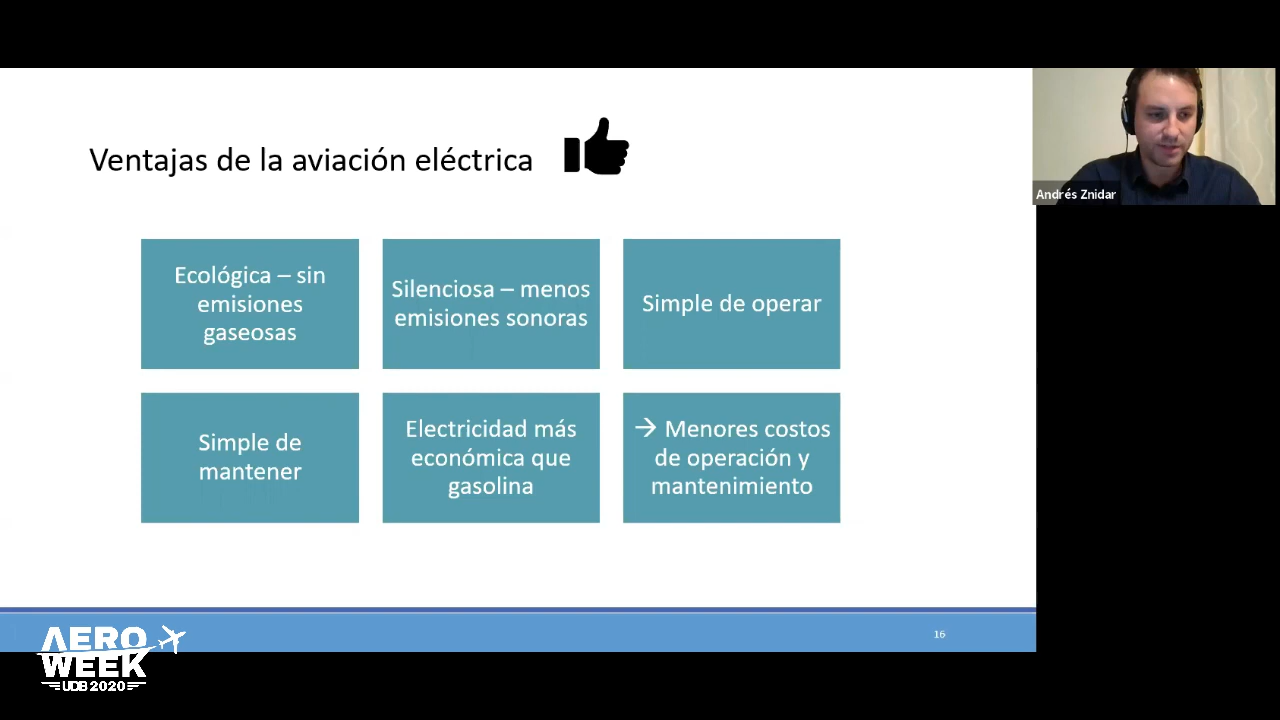 Ventajas de la aviación eléctrica
Andrés Znidar
Ecológica – sin
emisiones
gaseosas
Silenciosa – menos
emisiones sonoras
Simple de operar
Simple de
mantener
Electricidad más
económica que
gasolina
→ Menores costos
de operación y
mantenimiento
16
AERO
WEEK
UDB 2020